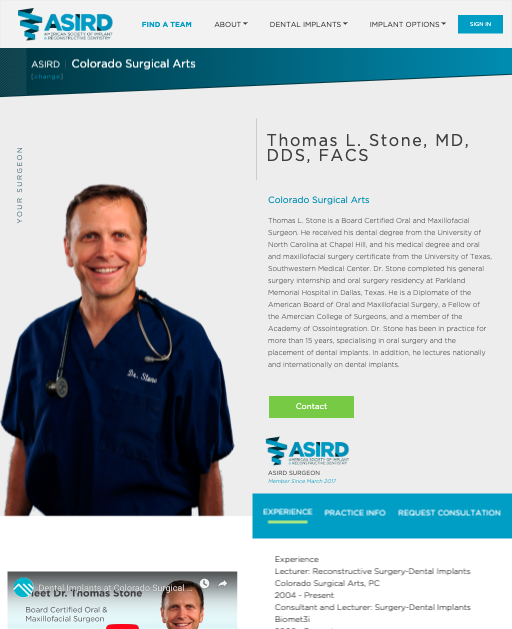 ASIRD
AMERICAN SOCIETY OF IMPLANT
& RECONSTRUCTIVE DENTISTRY
FIND A TEAM
ABOUT
DENTAL IMPLANTS
IMPLANT OPTIONS
SIGN IN
ASIRD | Colorado Surgical Arts
(change)
YOUR SURGEON
Thomas L. Stone, MD,
DDS, FACS
Colorado Surgical Arts
Thomas L. Stone is a Board Certified Oral and Maxillofacial
Surgeon. He received his dental degree from the University of
North Carolina at Chapel Hill, and his medical degree and oral
and maxillofacial surgery certificate from the University of Texas,
Southwestern Medical Center. Dr. Stone completed his general
surgery internship and oral surgery residency at Parkland
Memorial Hospital in Dallas, Texas. He is a Diplomate of the
American Board of Oral and Maxillofacial Surgery, a Fellow of
the Amercian College of Surgeons, and a member of the
Academy of Ossointegration. Dr. Stone has been in practice for
more than 15 years, specialising in oral surgery and the
placement of dental implants. In addition, he lectures nationally
and internationally on dental implants.
Dr. Stone
Contact
ASIRD
AMERICAN SOCIETY OF IMPLANT
& RECONSTRUCTIVE DENTISTRY
ASIRD SURGEON
Member Since March 2017
EXPERIENCE
PRACTICE INFO
REQUEST CONSULTATION
Experience
Lecturer: Reconstructive Surgery-Dental Implants
Colorado Surgical Arts, PC
2004 - Present
Consultant and Lecturer: Surgery-Dental Implants
Biomet3i
Dental Implants at Colorado Surgical ...
Meet Dr. Thomas Stone
Board Certified Oral &
Maxillofacial Surgeon